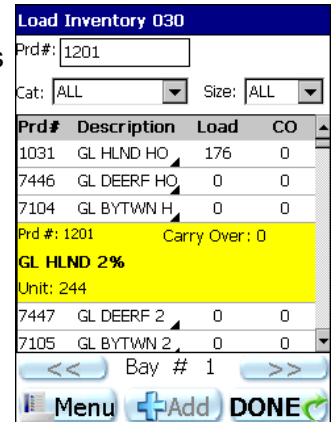 Load Inventory 030
s
Prd#: 1201
Cat: ALL Size: ALL
Prd# Description Load CO
1031 GL HLND HO 176 0
7446 GL DEERF HO 0 0
7104 GL BYTWN H 0 0
Prd #: 1201 Carry Over: 0
GL HLND 2%
Unit: 244
7447 GL DEERF 2 0 0
7105 GL BYTWN 2 0 0
<< Bay # 1 >>
Menu Add DONE